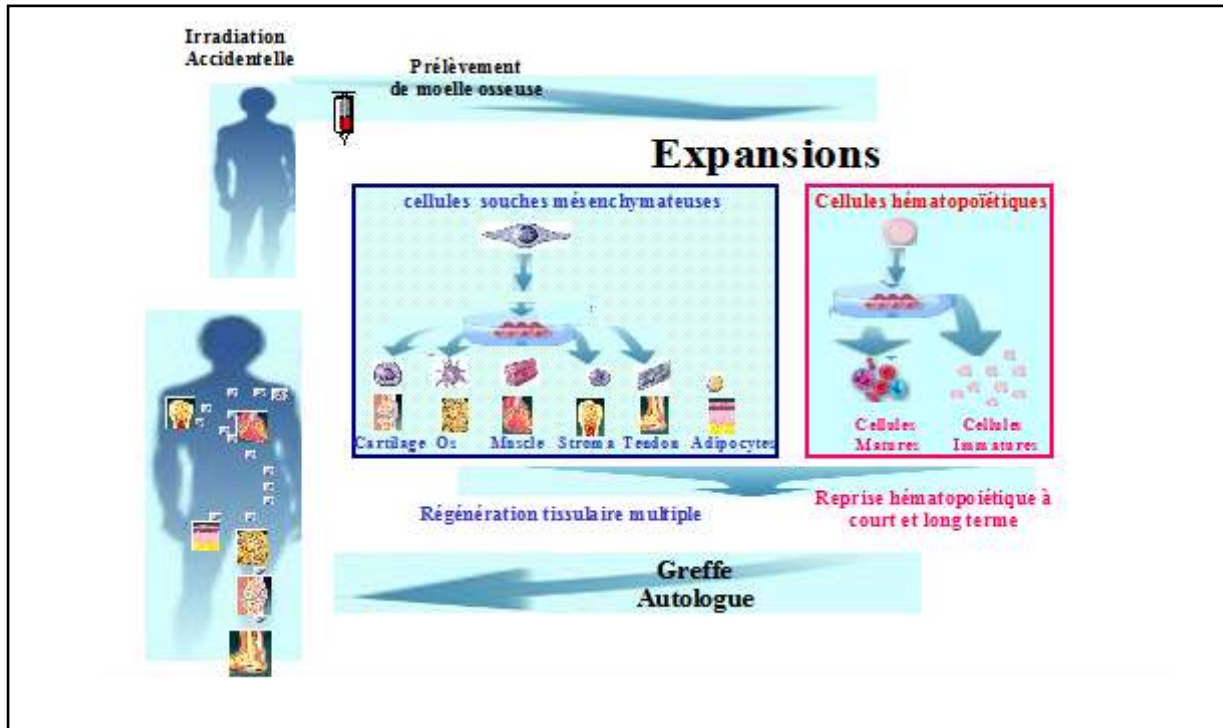 Irradiation
Accidentelle
Prélèvement
de moelle osseuse
Expansions
cellules souches mésenchymateuses
Cellules hématopoïétiques
Cartilage Os Muscle Stroma Tendon Adipocytes
Cellules
Matures
Cellules
Immatures
Régénération tissulaire multiple
Reprise hématopoiétique à
court et long terme
Greffe
Autologue